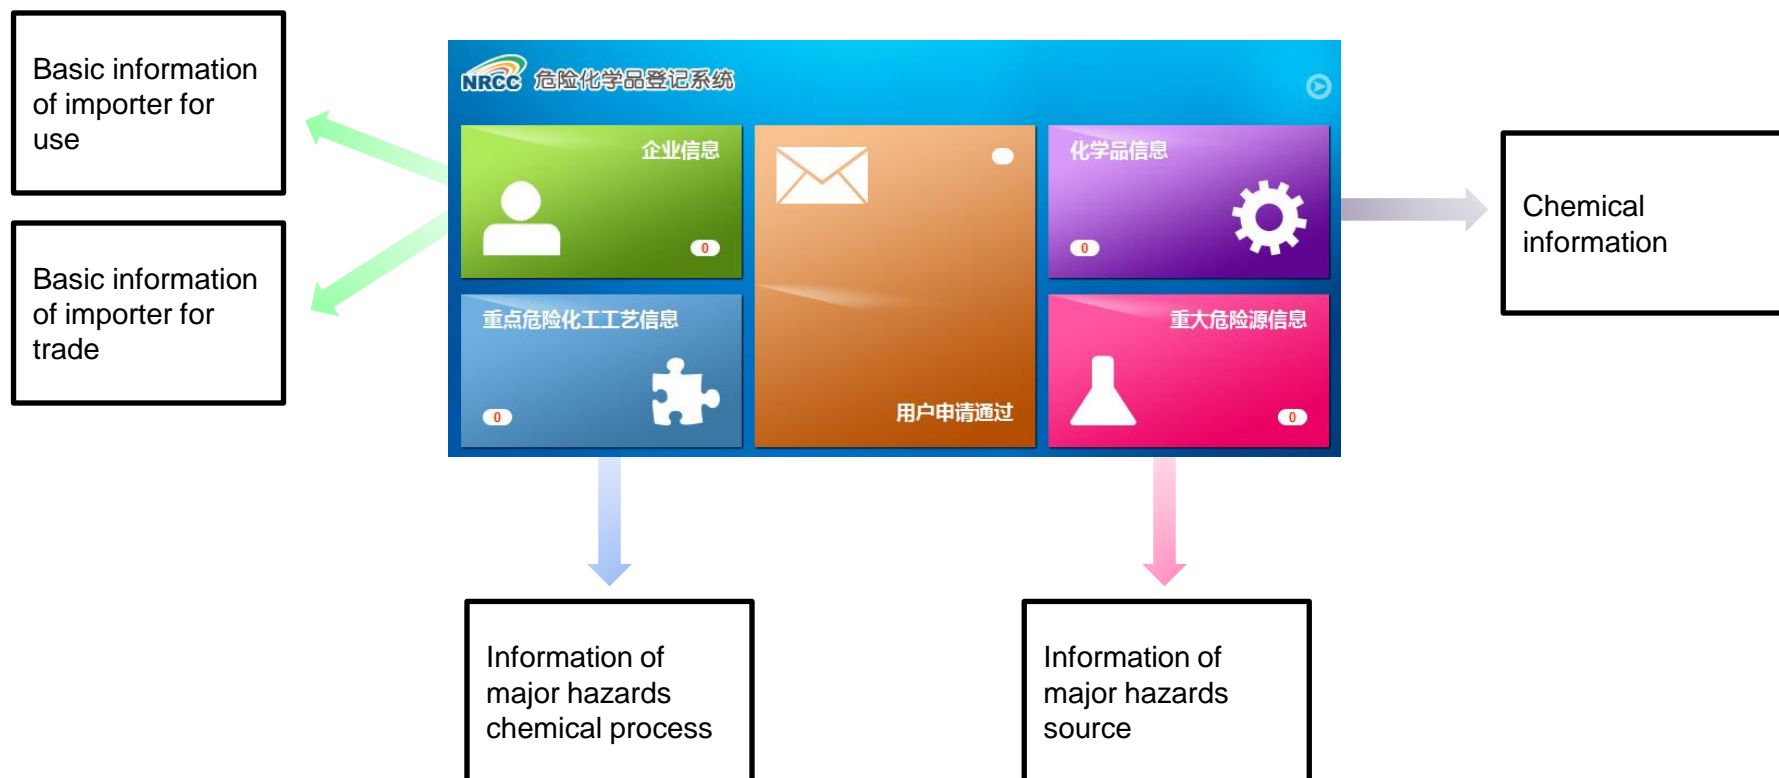 Basic information
of importer for
use
Basic information
of importer for
trade
NRCC 危险化学品登记系统
企业信息
0
化学品信息
0
重点危险化工工艺信息
0
用户申请通过
重大危险源信息
0
Chemical
information
Information of
major hazards
chemical process
Information of
major hazards
source